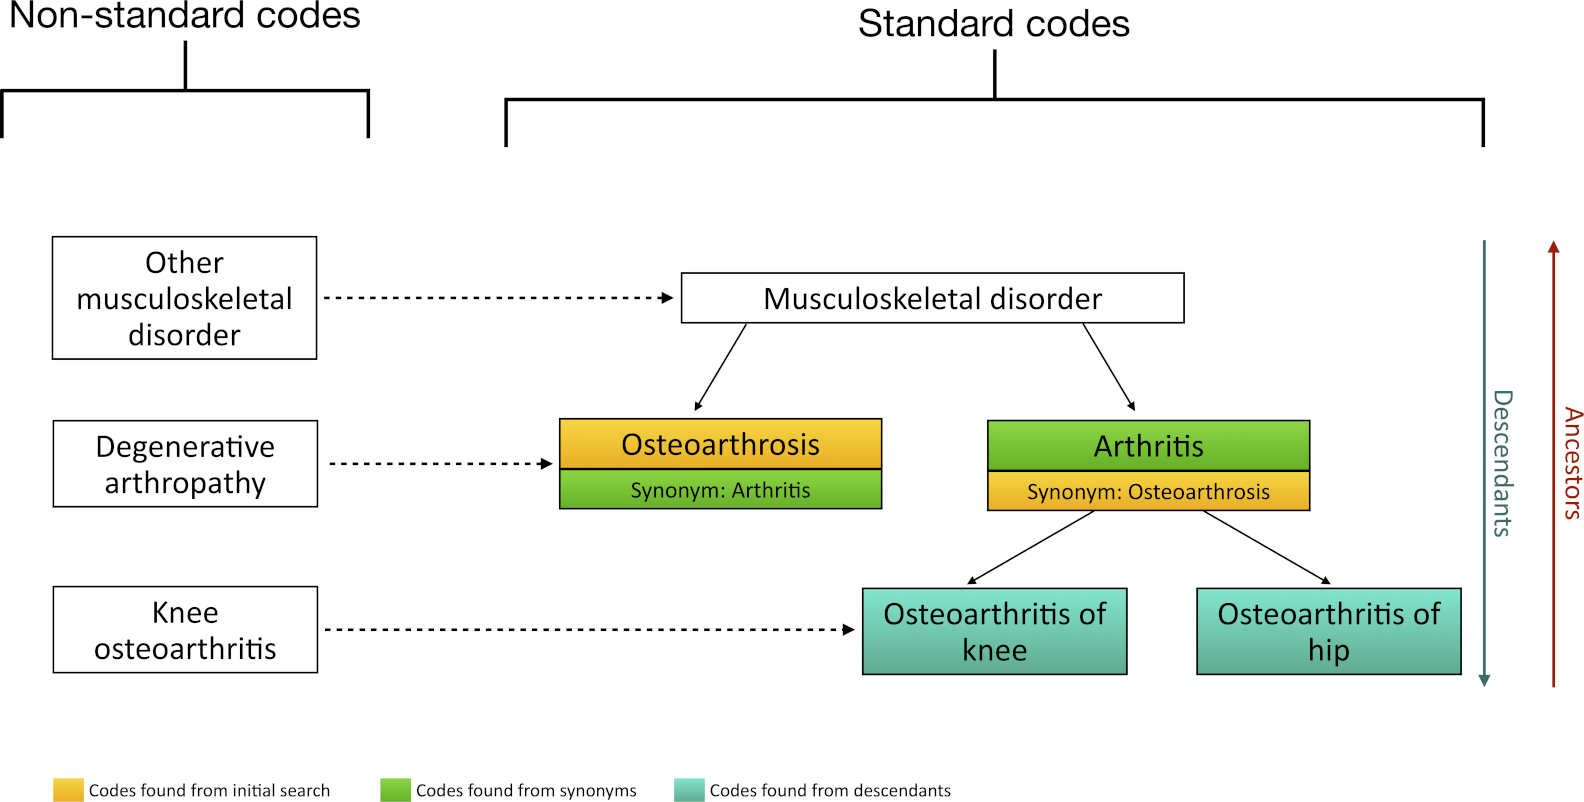 Non-standard codes
Standard codes
Other
musculoskeletal
disorder
Musculoskeletal disorder
Degenerative
arthropathy
Osteoarthrosis
Synonym: Arthritis
Arthritis
Synonym: Osteoarthrosis
Knee
osteoarthritis
Osteoarthritis of
knee
Osteoarthritis of
hip
Descendants
Ancestors
Codes found from initial search
Codes found from synonyms
Codes found from descendants